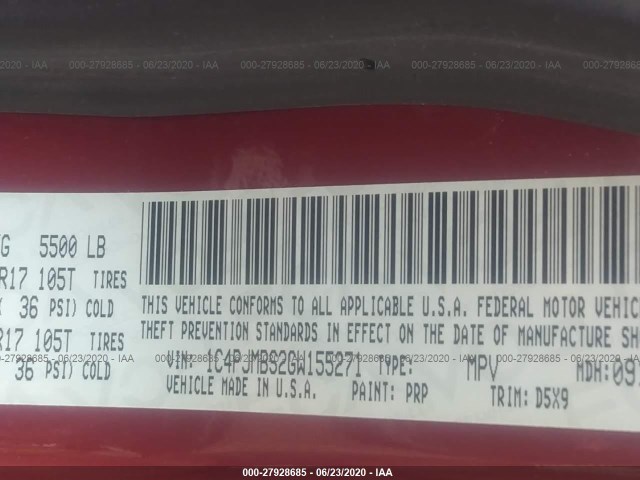 000-27928685 - 06/23/2020 - IAA
5500 LB
R17 105T TIRES
36 PSI) COLD
R17 105T TIRES
36 PSI) COLD
THIS VEHICLE CONFORMS TO ALL APPLICABLE U.S.A. FEDERAL MOTOR
THEFT PREVENTION STANDARDS IN EFFECT ON THE DATE OF MANUFACTURE
VIN: 1C4PJMBS2GW155271 TYPE: MPV MDH:
VEHICLE MADE IN U.S.A. PAINT: PRP TRIM: D5X9
000-27928685 - 06/23/2020 - IAA